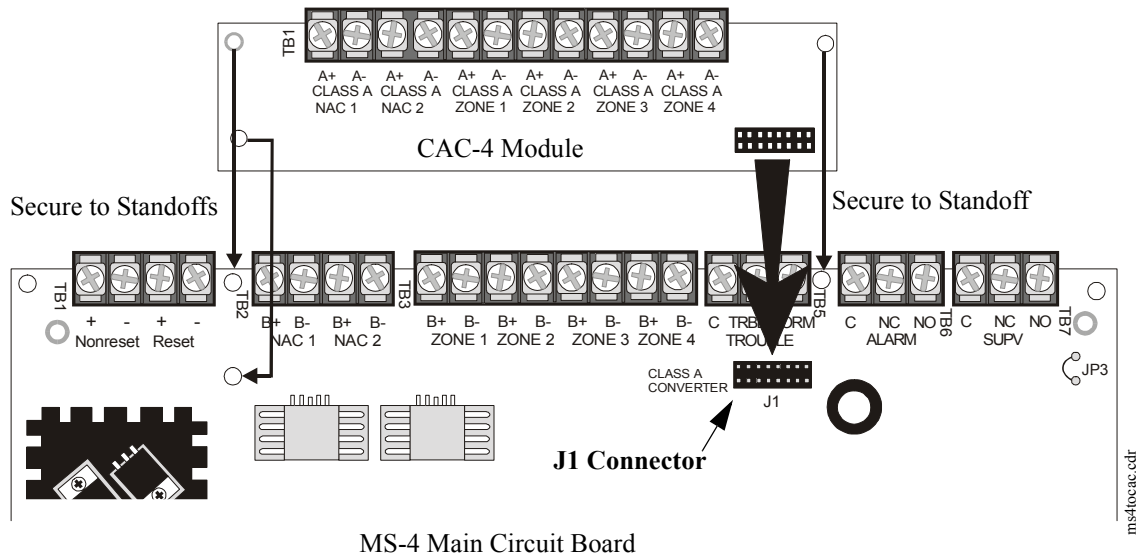 TB1
A+ A- A+ A- A+ A- A+ A- A+ A- A+ A-
CLASS A CLASS A CLASS A CLASS A CLASS A CLASS A
NAC 1 NAC 2 ZONE 1 ZONE 2 ZONE 3 ZONE 4
CAC-4 Module
Secure to Standoffs
Secure to Standoff
TB1 TB2 TB3 TB5 TB6 TB7
+ - + -
Nonreset Reset
B+ B- B+ B-
NAC 1 NAC 2
B+ B- B+ B- B+ B- B+ B-
ZONE 1 ZONE 2 ZONE 3 ZONE 4
C
TROUBLE
C NC NO
ALARM
C NC NO
SUPV
JP3
CLASS A
CONVERTER
J1
J1 Connector
MS-4 Main Circuit Board
ms4tocac.cdr